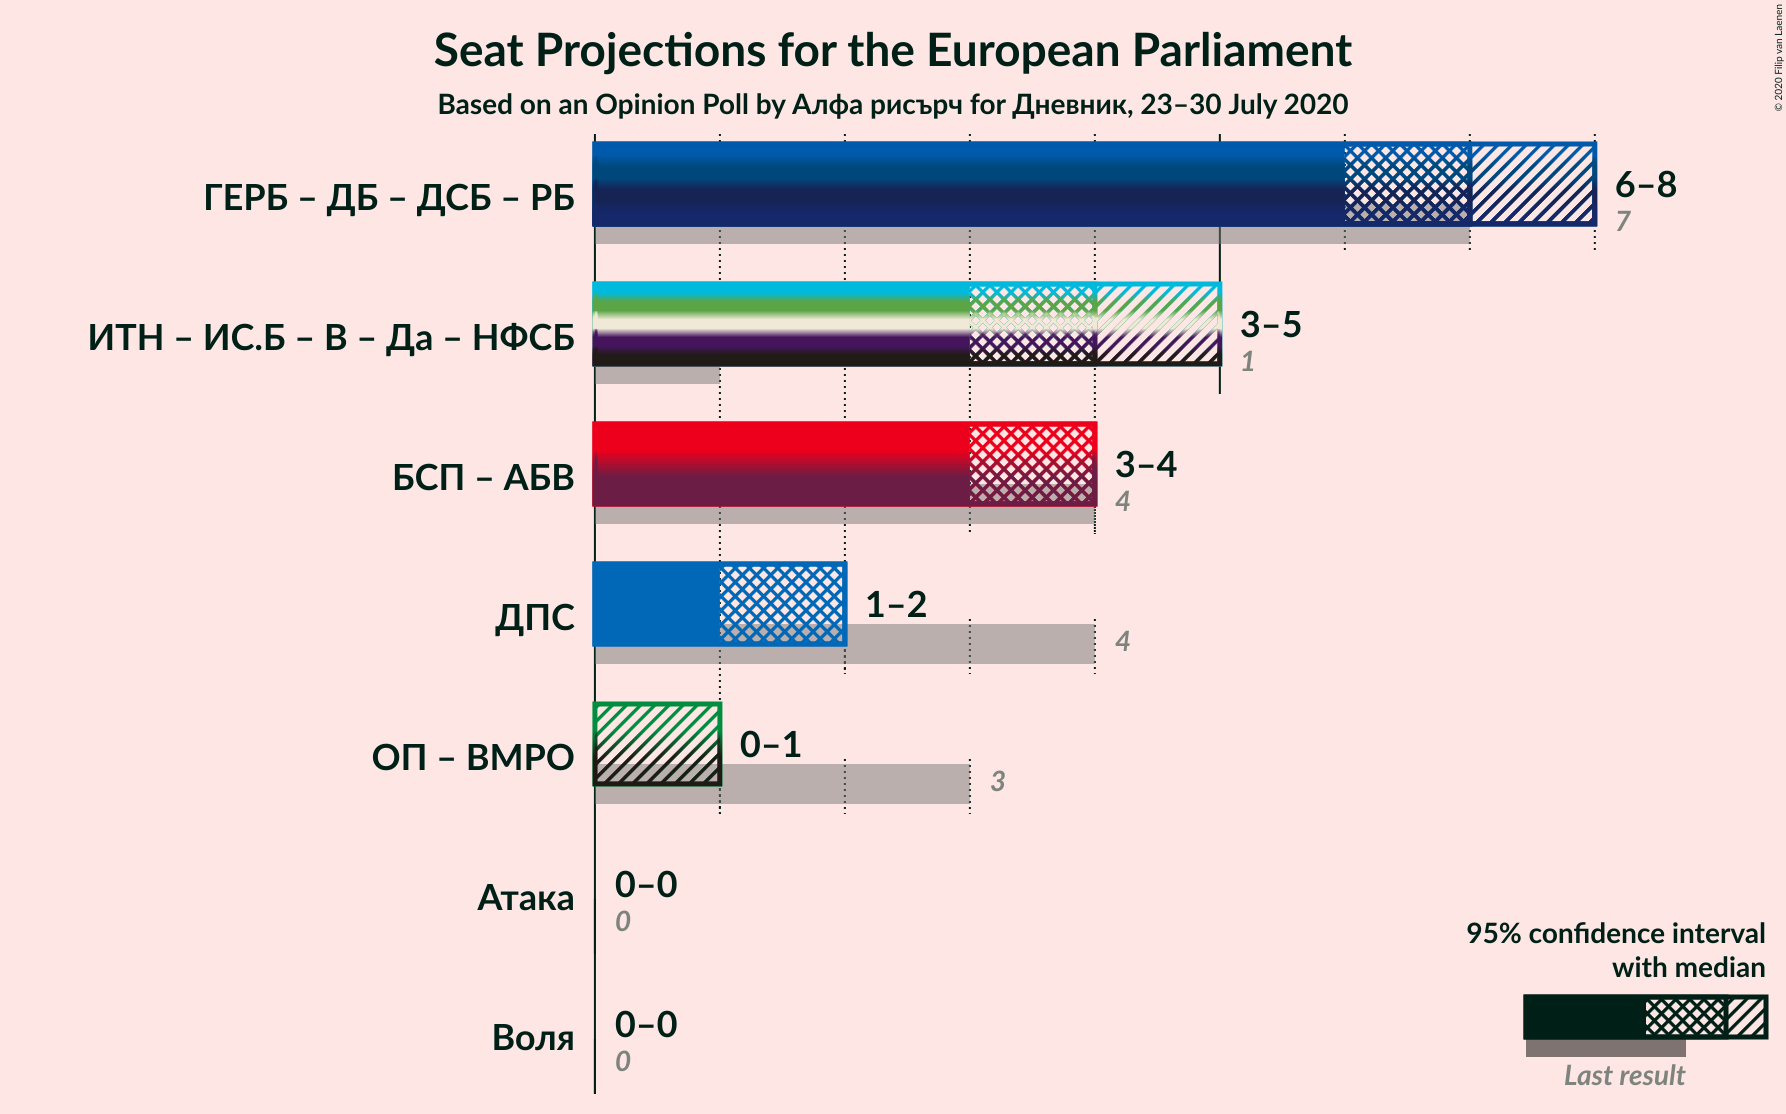 Seat Projections for the European Parliament
Based on an Opinion Poll by Алфа рисърч for Дневник, 23–30 July 2020
© 2020 Filip van Laenen
ГЕРБ – ДБ – ДСБ – РБ
6–8
7
ИТН – ИС.Б – В – Да – НФСБ
3–5
1
БСП – АБВ
3–4
4
ДПС
1–2
4
ОП – ВМРО
0–1
3
Атака
0–0
0
Воля
0–0
0
95% confidence interval
with median
Last result